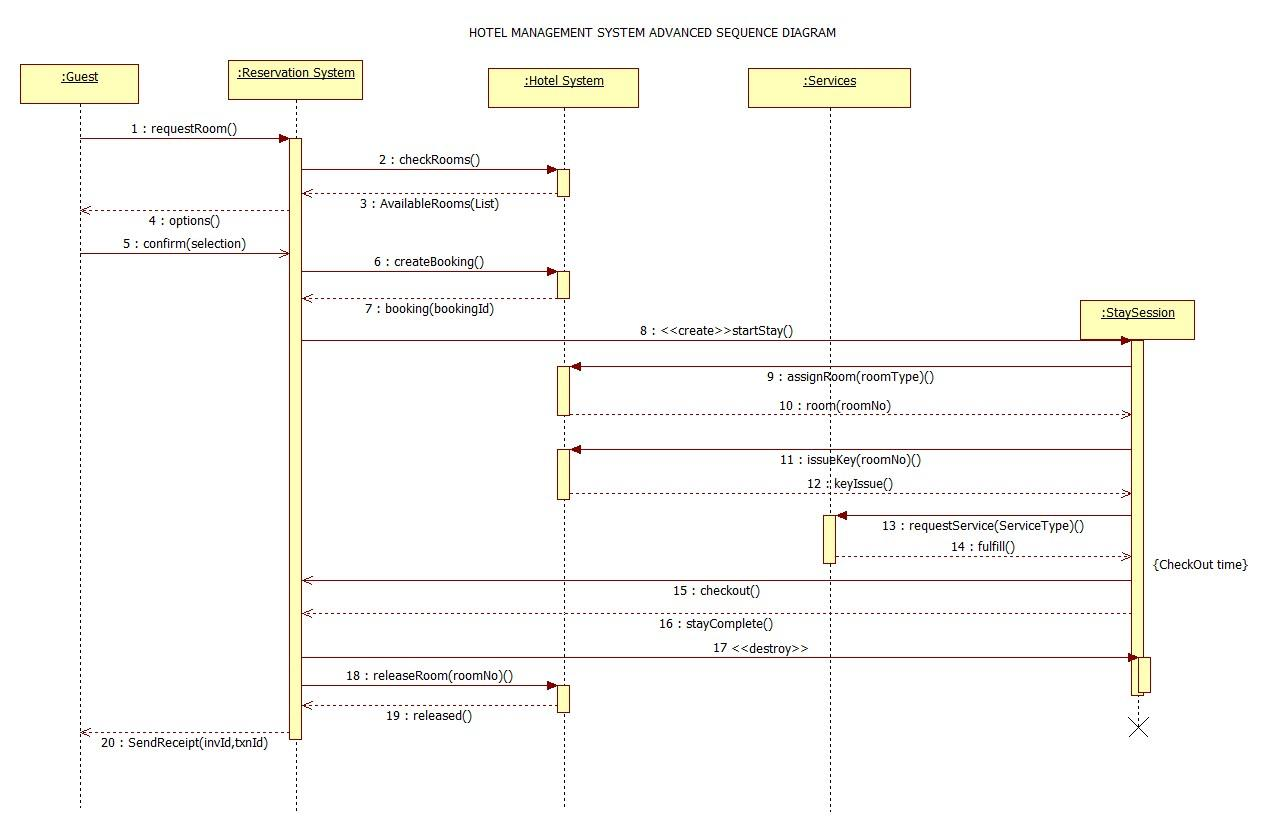 HOTEL MANAGEMENT SYSTEM ADVANCED SEQUENCE DIAGRAM
:Guest
:Reservation System
:Hotel System
:Services
1 : requestRoom()
2 : checkRooms()
3 : AvailableRooms(List)
4 : options()
5 : confirm(selection)
6 : createBooking()
7 : booking(bookingId)
:StaySession
8 : <<create>>startStay()
9 : assignRoom(roomType)()
10 : room(roomNo)
11 : issueKey(roomNo)()
12 : keyIssue()
13 : requestService(ServiceType)()
14 : fulfill()
{CheckOut time}
15 : checkout()
16 : stayComplete()
17 <<destroy>>
18 : releaseRoom(roomNo)()
19 : released()
20 : SendReceipt(invId,txnId)